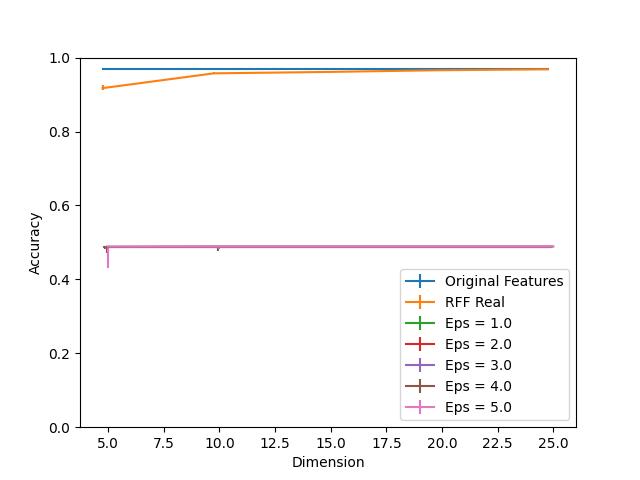 1.0
0.8
0.6
0.4
0.2
0.0
Accuracy
5.0 7.5 10.0 12.5 15.0 17.5 20.0 22.5 25.0
Dimension
Original Features
RFF Real
Eps = 1.0
Eps = 2.0
Eps = 3.0
Eps = 4.0
Eps = 5.0